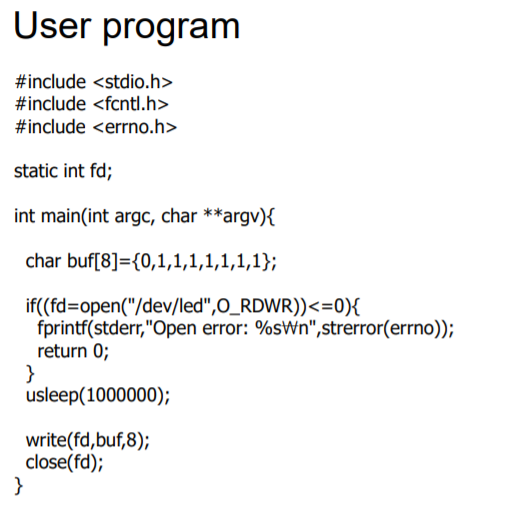 User program
#include <stdio.h>
#include <fcntl.h>
#include <errno.h>
static int fd;
int main(int argc, char **argv){
char buf[8]={0,1,1,1,1,1,1,1};
if((fd=open("/dev/led",O_RDWR))<=0){
fprintf(stderr,"Open error: %s₩n",strerror(errno));
return 0;
}
usleep(1000000);
write(fd,buf,8);
close(fd);
}